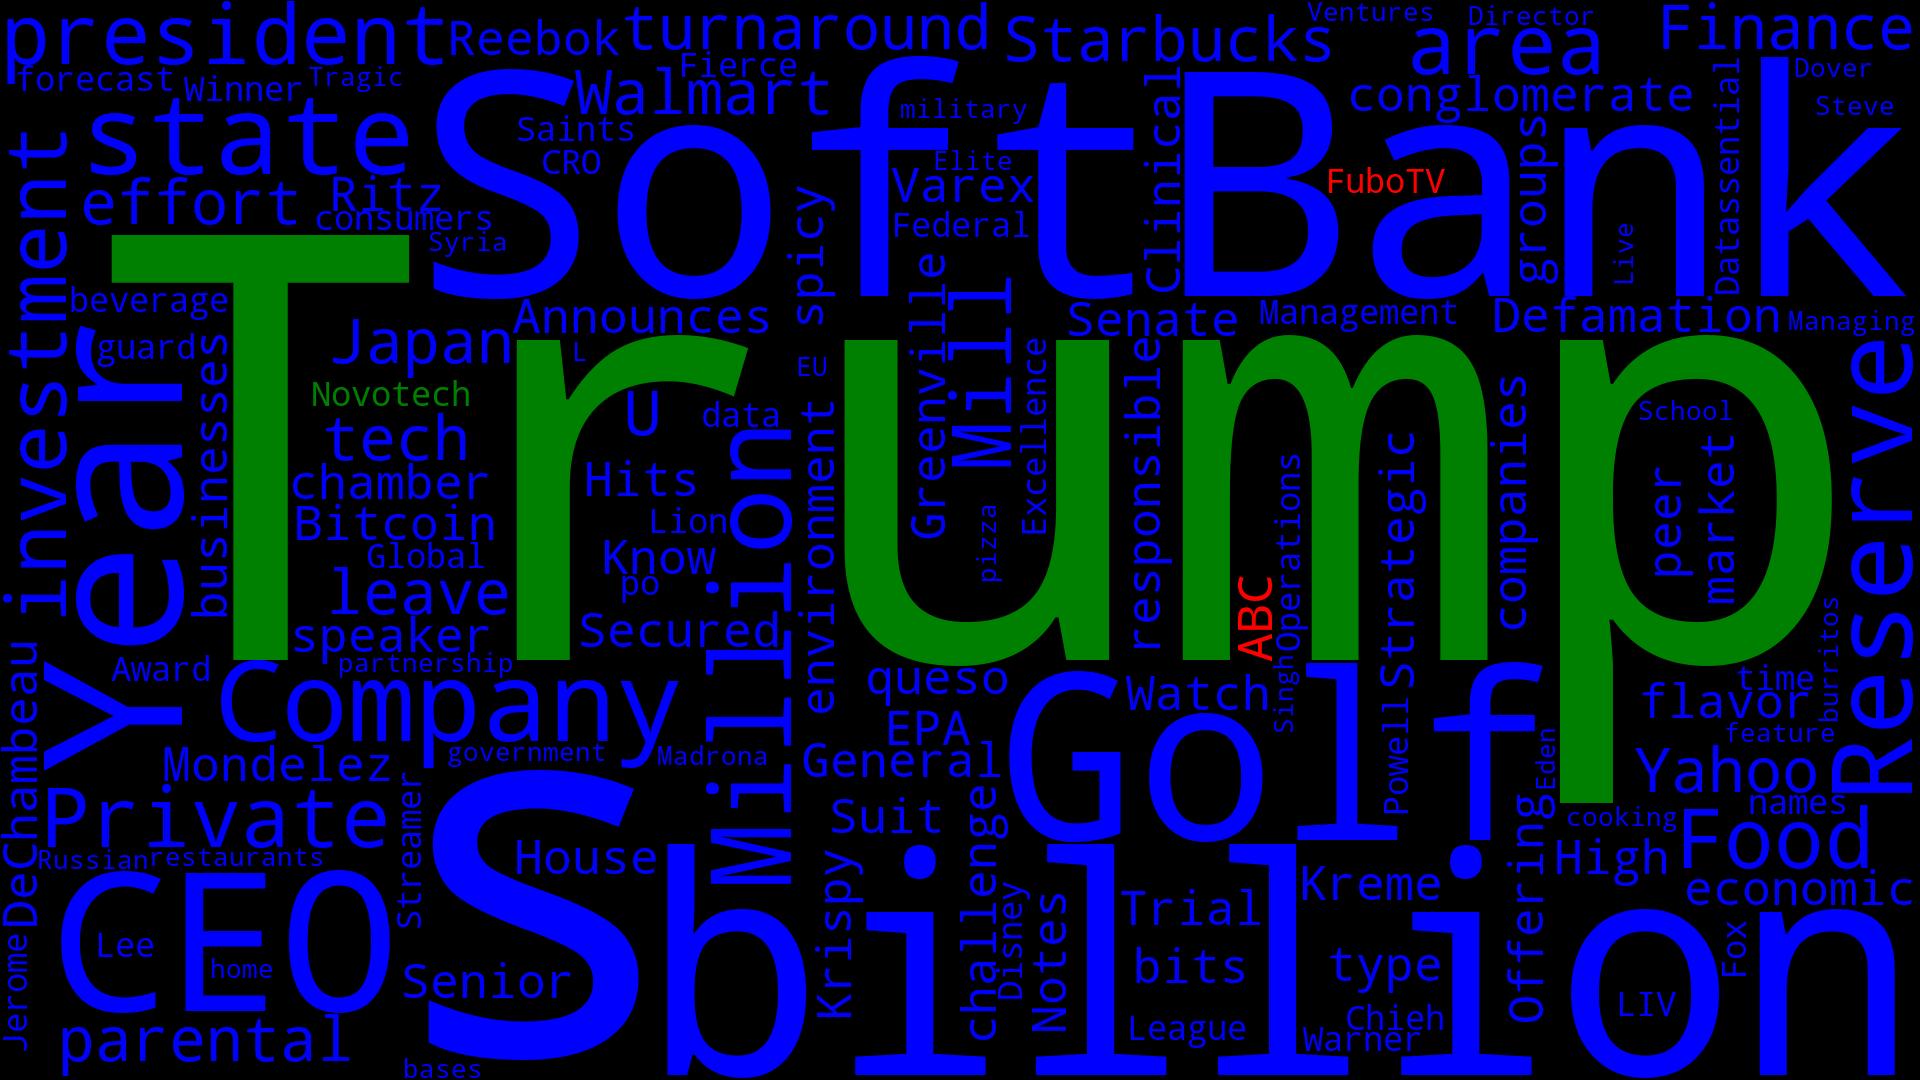 president
Reebok
turnaround
Starbucks
Ventures
Director
area
Finance
forecast
Winner
Tragic
Fierce
Walmart
conglomerate
Dover
Steve
state
SoftBank
Saints
CRO
military
Elite
Varex
Federal
Clinical
FuboTV
groups
Live
Datassential
effort
Ritz
consumers
Syria
spicy
investment
Trump
beverage
guard
Year
businesses
Announces
Japan
L
EU
Greenville
Mill
Senate
Management
Defamation
Managing
Novotech
U
data
tech
chamber
Hits
Bitcoin
Lion
Global
Know
po
leave
speaker
Secured
Million
environment
pizza
Excellence
responsible
ABC
Operations
Strategic
companies
School
peer
market
Reserve
Award
partnership
Company
queso
Watch
Golf
Singh
Powell
time
flavor
burritos
feature
EPA
Mondelez
government
Madrona
General
Eden
Yahoo
DeChambeau
Private
Streamer
Suit
challenge
Offering
names
cooking
Food
Russian
restaurants
House
S
billion
High
economic
CEO
Lee
home
Senior
Krispy
Disney
Notes
Trial
Kreme
bits
type
Fox
LIV
Jerome
parental
League
Chieh
Warner
bases